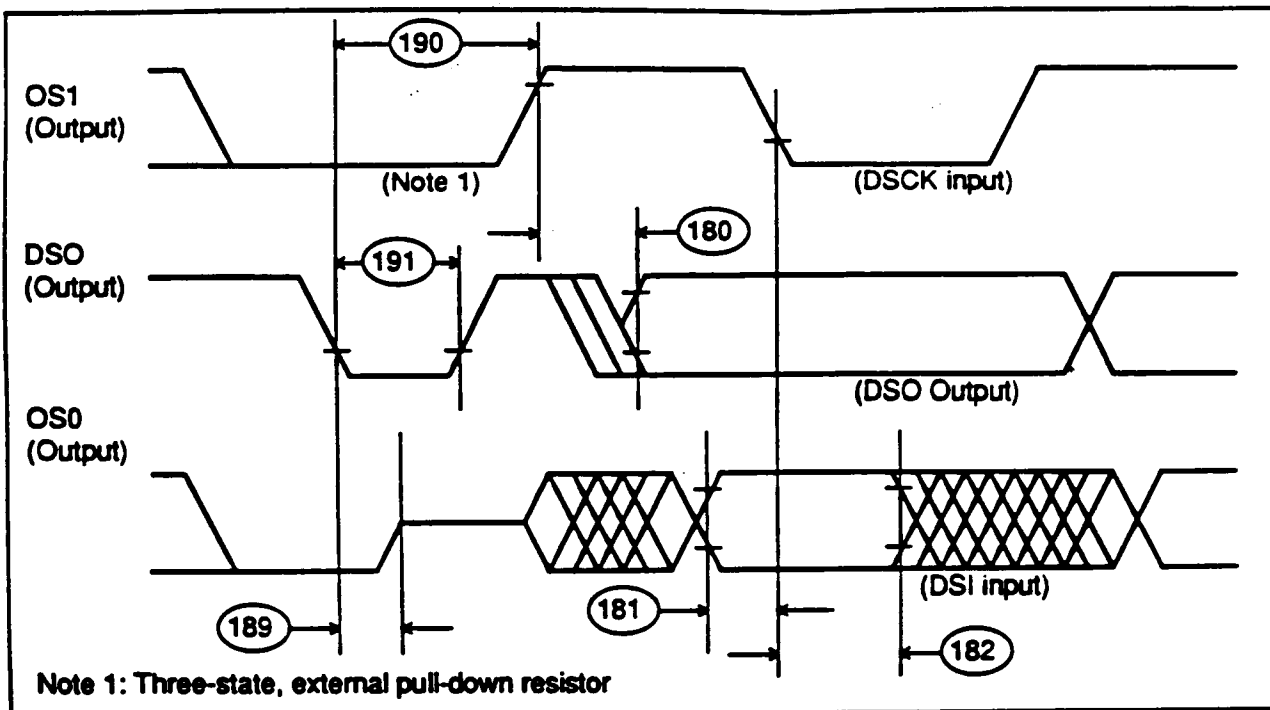 190
OS1
(Output)
(Note 1)
(DSCK input)
180
DSO
(Output)
191
(DSO Output)
OS0
(Output)
(DSI input)
181
189
182
Note 1: Three-state, external pull-down resistor